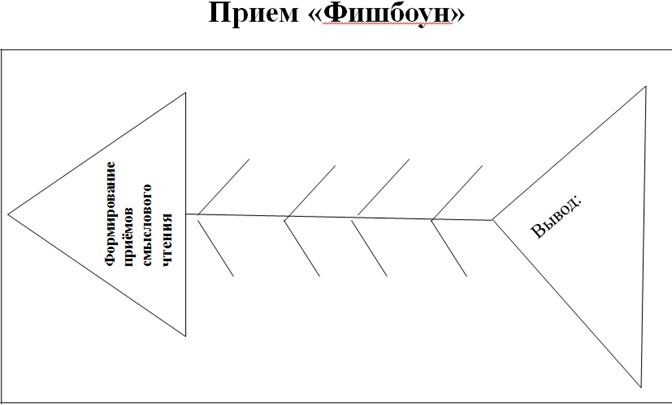 Прием «Фишбоун»
Формирование
приёмов
смыслового
чтения
Вывод: